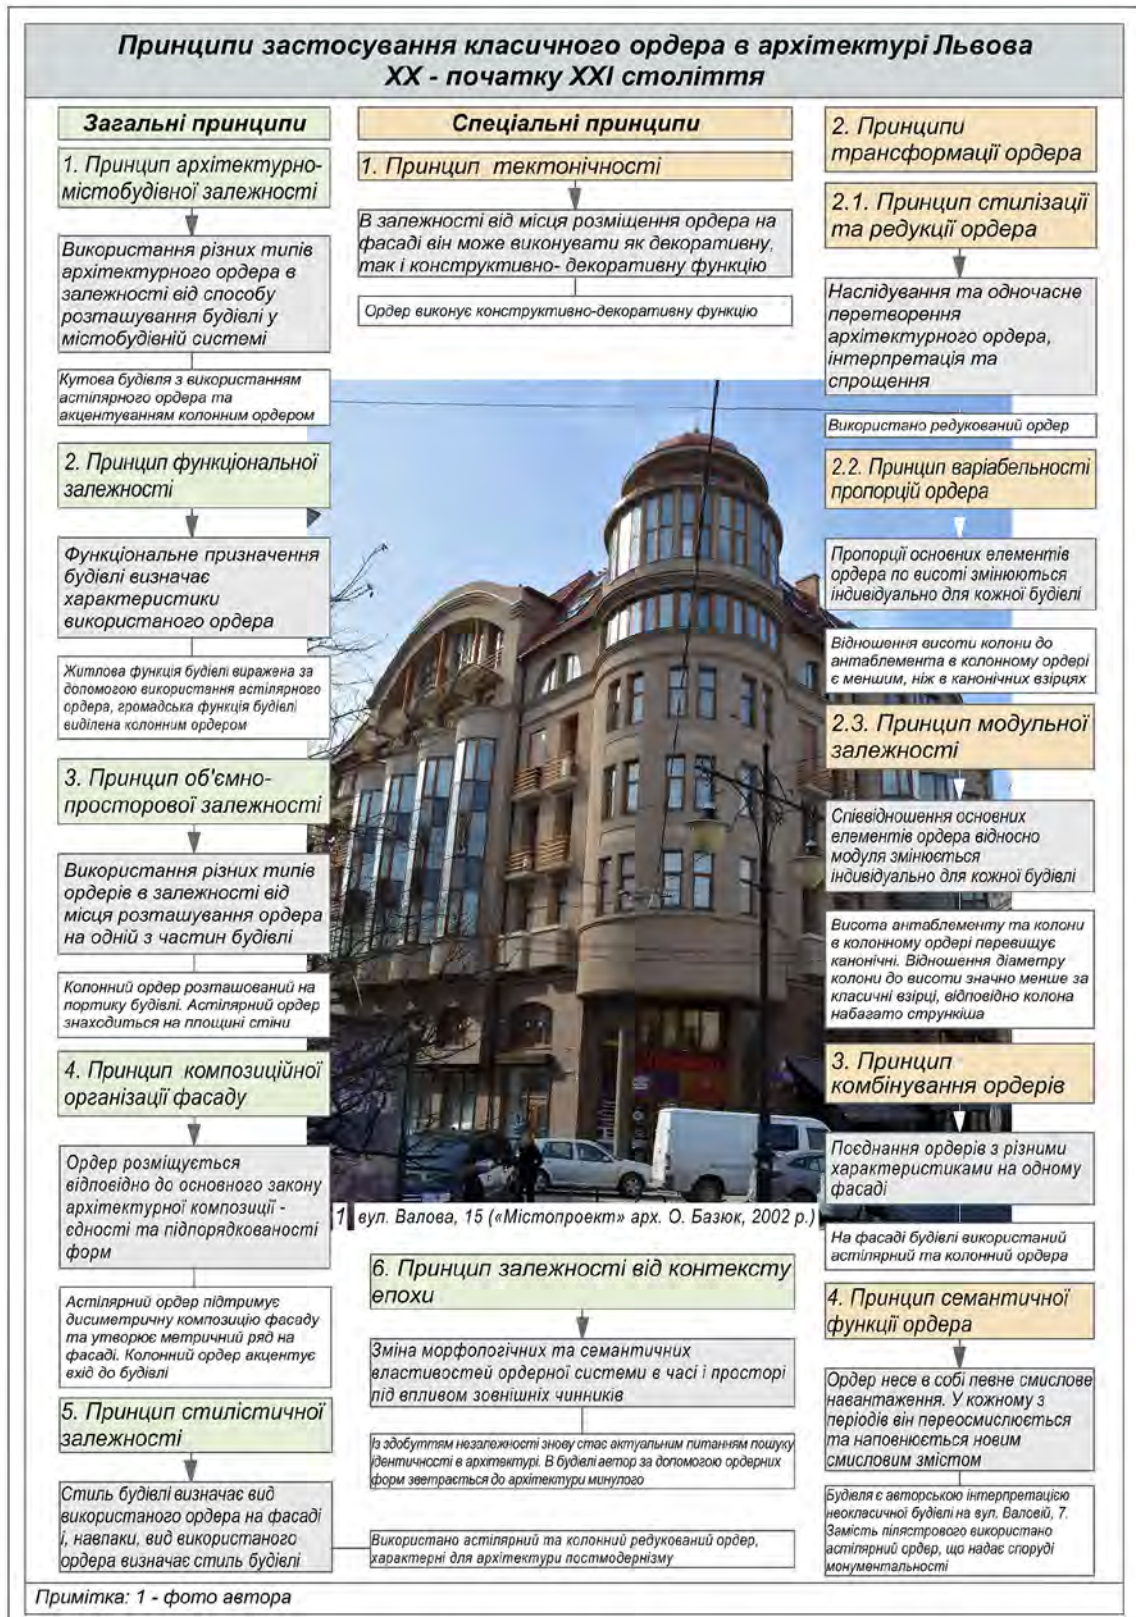 Принципи застосування класичного ордера в архітектурі Львова
XX - початку XXI століття
Загальні принципи
1. Принцип архітектурно-
містобудівної залежності
Використання різних типів
архітектурного ордера в
залежності від способу
розташування будівлі у
містобудівній системі
Кутова будівля з використанням
астілярного ордера та
акцентуванням колонним ордером
2. Принцип функціональної
залежності
Функціональне призначення
будівлі визначає
характеристики
використаного ордера
Житлова функція будівлі виражена за
допомогою використання астілярного
ордера, громадська функція будівлі
виділена колонним ордером
3. Принцип об'ємно-
просторової залежності
Використання різних типів
ордерів в залежності від
місця розташування ордера
на одній з частин будівлі
Колонний ордер розташований на
портику будівлі. Астілярний ордер
знаходиться на площині стіни
4. Принцип композиційної
організації фасаду
Ордер розміщується
відповідно до основного закону
архітектурної композиції -
єдності та підпорядкованості
форм
Астілярний ордер підтримує
дисиметричну композицію фасаду
та утворює метричний ряд на
фасаді. Колонний ордер акцентує
вхід до будівлі
5. Принцип стилістичної
залежності
Стиль будівлі визначає вид
використаного ордера на фасаді
і, навпаки, вид використаного
ордера визначає стиль будівлі
Використано астілярний та колонний редукований ордер,
характерні для архітектури постмодернізму
Спеціальні принципи
1. Принцип тектонічності
В залежності від місця розміщення ордера на
фасаді він може виконувати як декоративну,
так і конструктивно- декоративну функцію
Ордер виконує конструктивно-декоративну функцію
1 вул. Валова, 15 («Містопроект» арх. О. Базюк, 2002 р.)
6. Принцип залежності від контексту
епохи
Зміна морфологічних та семантичних
властивостей ордерної системи в часі і просторі
під впливом зовнішніх чинників
Із здобуттям незалежності знову стає актуальним питанням пошуку
ідентичності в архітектурі. В будівлі автор за допомогою ордерних
форм звертрається до архітектури минулого
2. Принципи
трансформації ордера
2.1. Принцип стилізації
та редукції ордера
Наслідування та одночасне
перетворення
архітектурного ордера,
інтерпретація та
спрощення
Використано редукований ордер
2.2. Принцип варіабельності
пропорцій ордера
Пропорції основних елементів
ордера по висоті змінюються
індивідуально для кожної будівлі
Відношення висоти колони до
антаблемента в колонному ордері
є меншим, ніж в канонічних взірцях
2.3. Принцип модульної
залежності
Співвідношення основних
елементів ордера відносно
модуля змінюється
індивідуально для кожної будівлі
Висота антаблементу та колони
в колонному ордері перевищує
канонічні. Відношення діаметру
колони до висоти значно менше за
класичні взірці, відповідно колона
набагато стрункіша
3. Принцип
комбінування ордерів
Поєднання ордерів з різними
характеристиками на одному
фасаді
На фасаді будівлі використаний
астілярний та колонний ордера
4. Принцип семантичної
функції ордера
Ордер несе в собі певне смислове
навантаження. У кожному з
періодів він переосмислюється
та наповнюється новим
смисловим змістом
Будівля є авторською інтерпретацією
неокласичної будівлі на вул. Валовій, 7.
Замість пілястрового використано
астілярний ордер, що надає споруді
монументальності
Примітка: 1 - фото автора